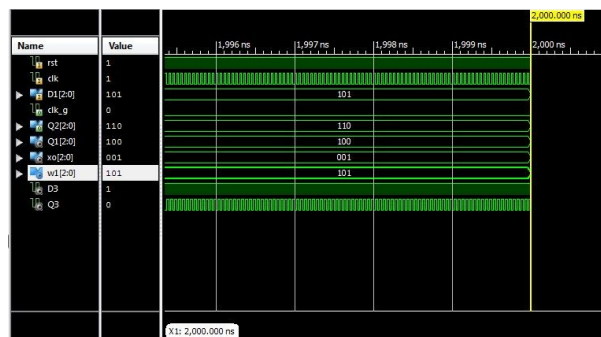 2,000.000 ns
Name Value 1,996 ns 1,997 ns 1,998 ns 1,999 ns 2,000 ns
rst 1
clk 1
D1[2:0] 101 101
clk_g 0
Q2[2:0] 110 110
Q1[2:0] 100 100
xo[2:0] 001 001
w1[2:0] 101 101
D3 1
Q3 0
X1: 2,000.000 ns